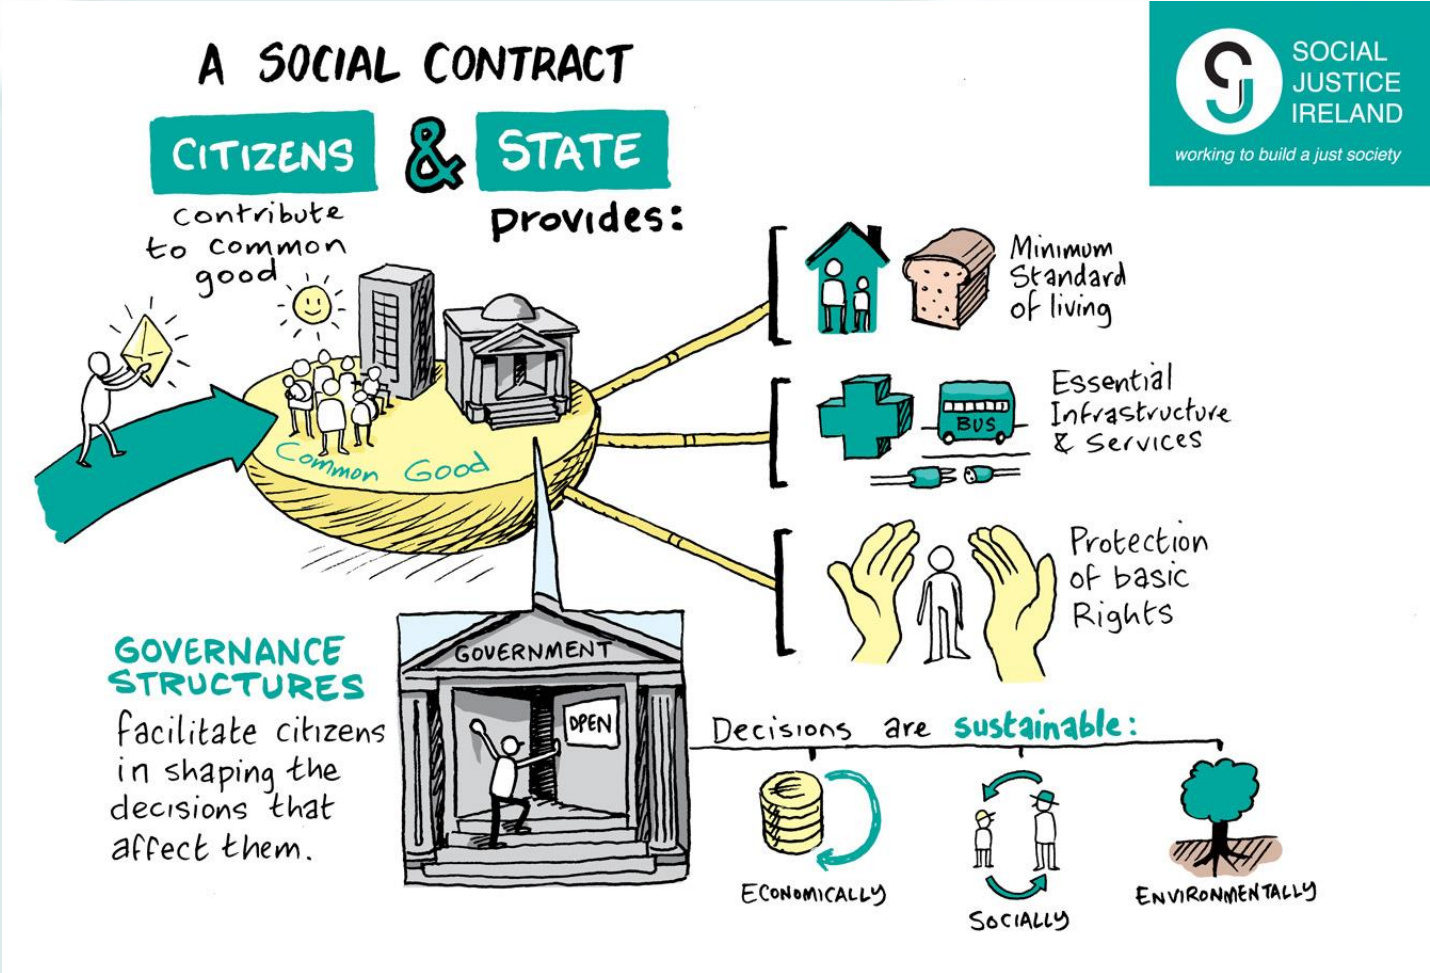 A SOCIAL CONTRACT
CITIZENS & STATE
contribute
to common
good
provides:
SOCIAL
JUSTICE
IRELAND
working to build a just society
Minimum
Standard
of living
Essential
Infrastructure
& Services
BUS
Common Good
Protection
of basic
Rights
GOVERNANCE
STRUCTURES
facilitate citizens
in shaping the
decisions that
affect them.
GOVERNMENT
OPEN
Decisions are sustainable:
€
ECONOMICALLY
SOCIALLY
ENVIRONMENTALLY